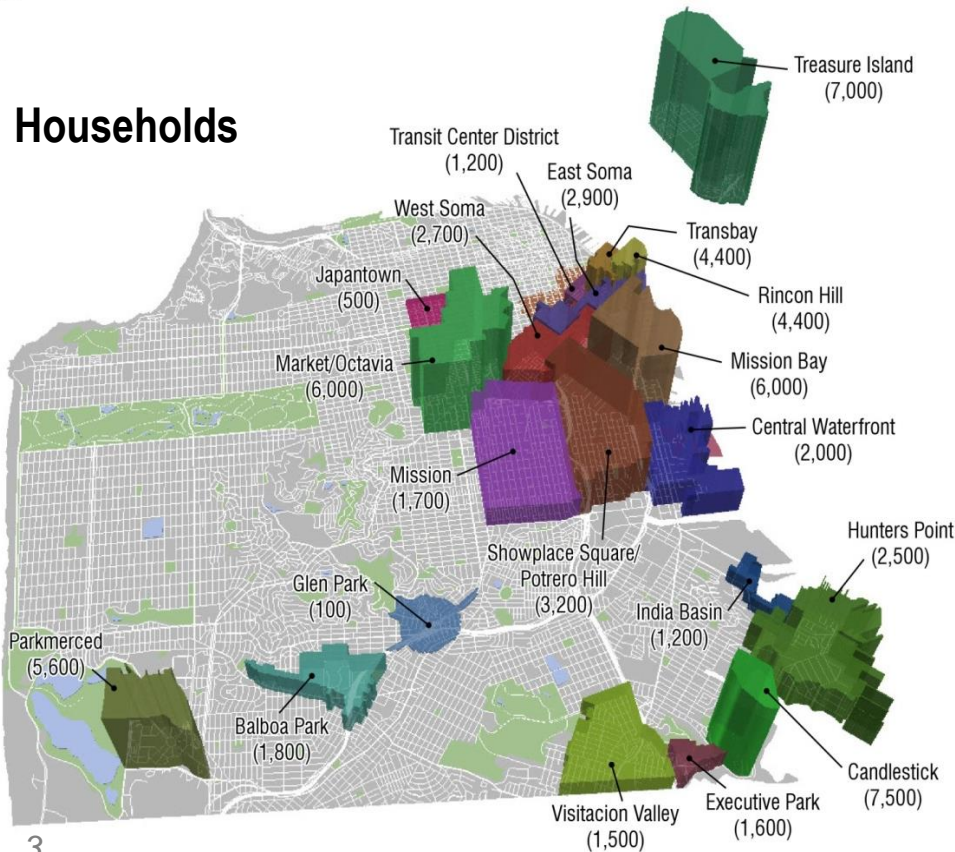 Households
Treasure Island
(7,000)
Transit Center District
(1,200)
East Soma
(2,900)
West Soma
(2,700)
Transbay
(4,400)
Japantown
(500)
Rincon Hill
(4,400)
Market/Octavia
(6,000)
Mission Bay
(6,000)
Central Waterfront
(2,000)
Mission
(1,700)
Hunters Point
(2,500)
Showplace Square/
Potrero Hill
(3,200)
Glen Park
(100)
India Basin
(1,200)
Parkmerced
(5,600)
Balboa Park
(1,800)
Candlestick
(7,500)
Executive Park
(1,600)
Visitacion Valley
(1,500)
3